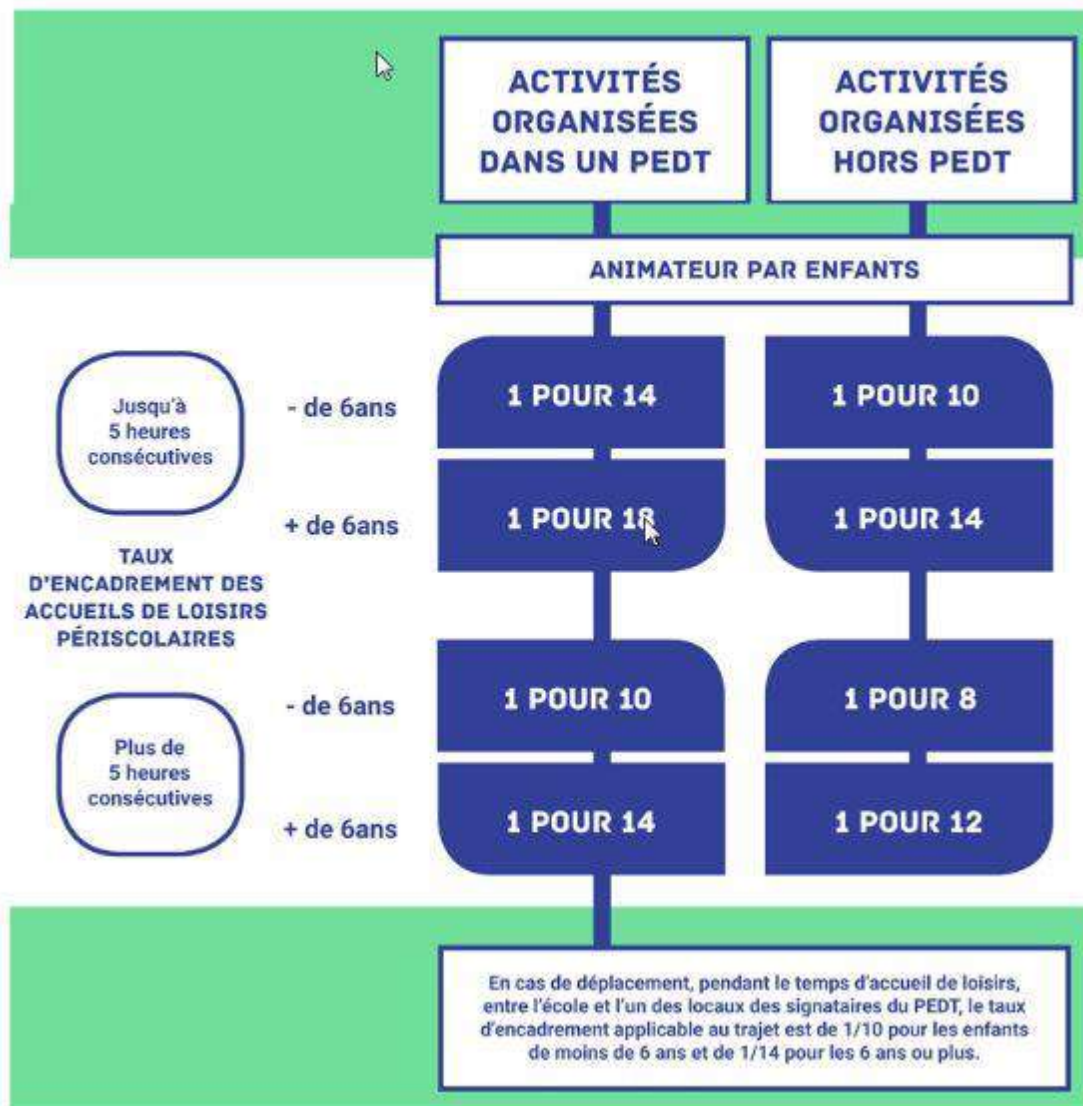 ACTIVITÉS
ORGANISÉES
DANS UN PEDT
ACTIVITÉS
ORGANISÉES
HORS PEDT
ANIMATEUR PAR ENFANTS
Jusqu'à
5 heures
consécutives
- de 6ans
1 POUR 14
1 POUR 10
+ de 6ans
1 POUR 18
1 POUR 14
TAUX
D'ENCADREMENT DES
ACCUEILS DE LOISIRS
PÉRISCOLAIRES
Plus de
5 heures
consécutives
- de 6ans
1 POUR 10
1 POUR 8
+ de 6ans
1 POUR 14
1 POUR 12
En cas de déplacement, pendant le temps d'accueil de loisirs,
entre l'école et l'un des locaux des signataires du PEDT, le taux
d'encadrement applicable au trajet est de 1/10 pour les enfants
de moins de 6 ans et de 1/14 pour les 6 ans ou plus.